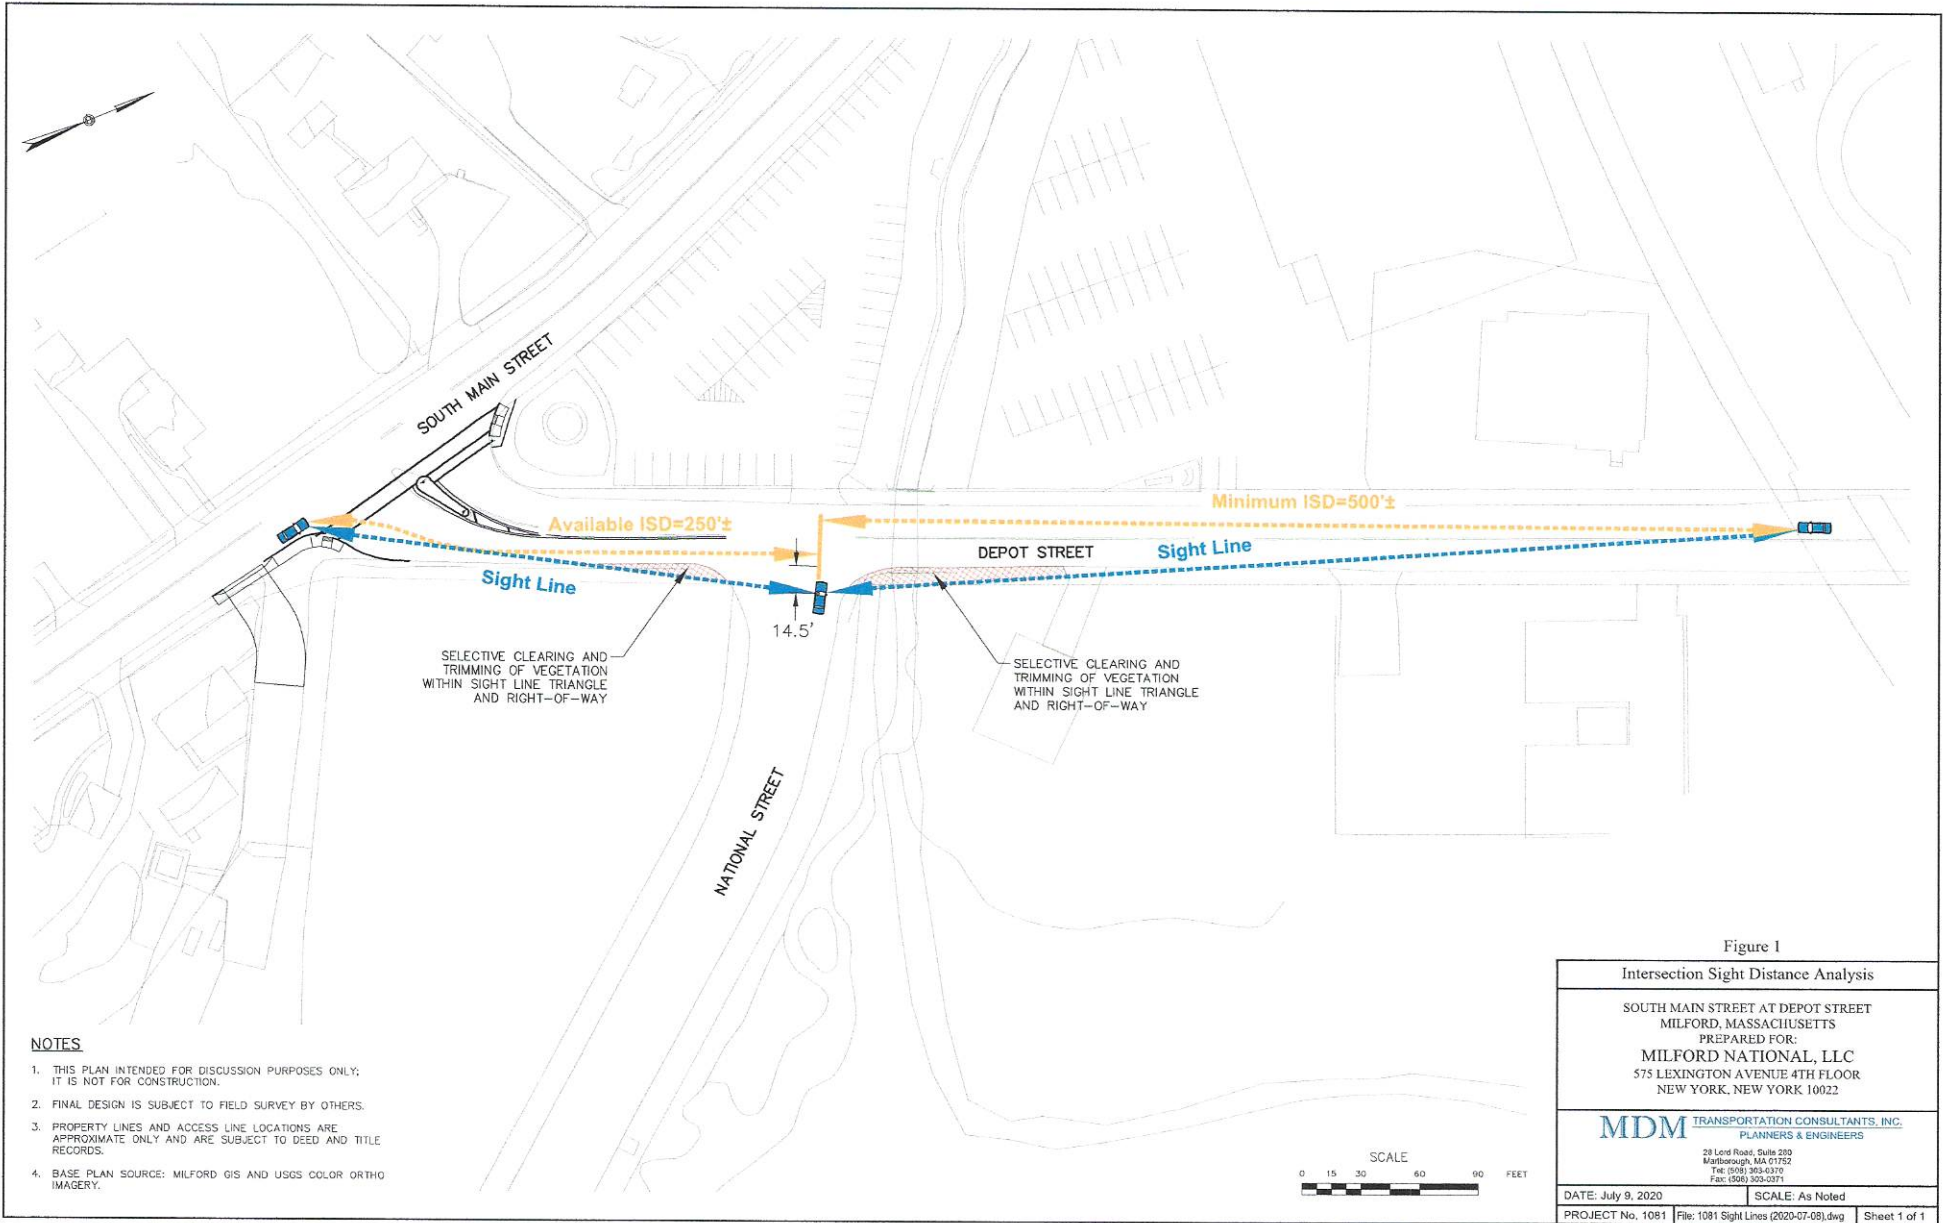 SOUTH MAIN STREET
Available ISD=250'±
Minimum ISD=500'±
DEPOT STREET
Sight Line
Sight Line
14.5'
SELECTIVE CLEARING AND
TRIMMING OF VEGETATION
WITHIN SIGHT LINE TRIANGLE
AND RIGHT-OF-WAY
SELECTIVE CLEARING AND
TRIMMING OF VEGETATION
WITHIN SIGHT LINE TRIANGLE
AND RIGHT-OF-WAY
NATIONAL STREET
NOTES
1. THIS PLAN INTENDED FOR DISCUSSION PURPOSES ONLY;
IT IS NOT FOR CONSTRUCTION.
2. FINAL DESIGN IS SUBJECT TO FIELD SURVEY BY OTHERS.
3. PROPERTY LINES AND ACCESS LINE LOCATIONS ARE
APPROXIMATE ONLY AND ARE SUBJECT TO DEED AND TITLE
RECORDS.
4. BASE PLAN SOURCE: MILFORD GIS AND USGS COLOR ORTHO
IMAGERY.
SCALE
0 15 30 60 90 FEET
Figure 1
Intersection Sight Distance Analysis
SOUTH MAIN STREET AT DEPOT STREET
MILFORD, MASSACHUSETTS
PREPARED FOR:
MILFORD NATIONAL, LLC
575 LEXINGTON AVENUE 4TH FLOOR
NEW YORK, NEW YORK 10022
MDM TRANSPORTATION CONSULTANTS, INC.
PLANNERS & ENGINEERS
28 Lord Road, Suite 280
Marlborough, MA 01752
Tel: (508) 303-0370
Fax: (508) 303-0371
DATE: July 9, 2020 SCALE: As Noted
PROJECT No. 1081 File: 1081 Sight Lines (2020-07-08).dwg Sheet 1 of 1